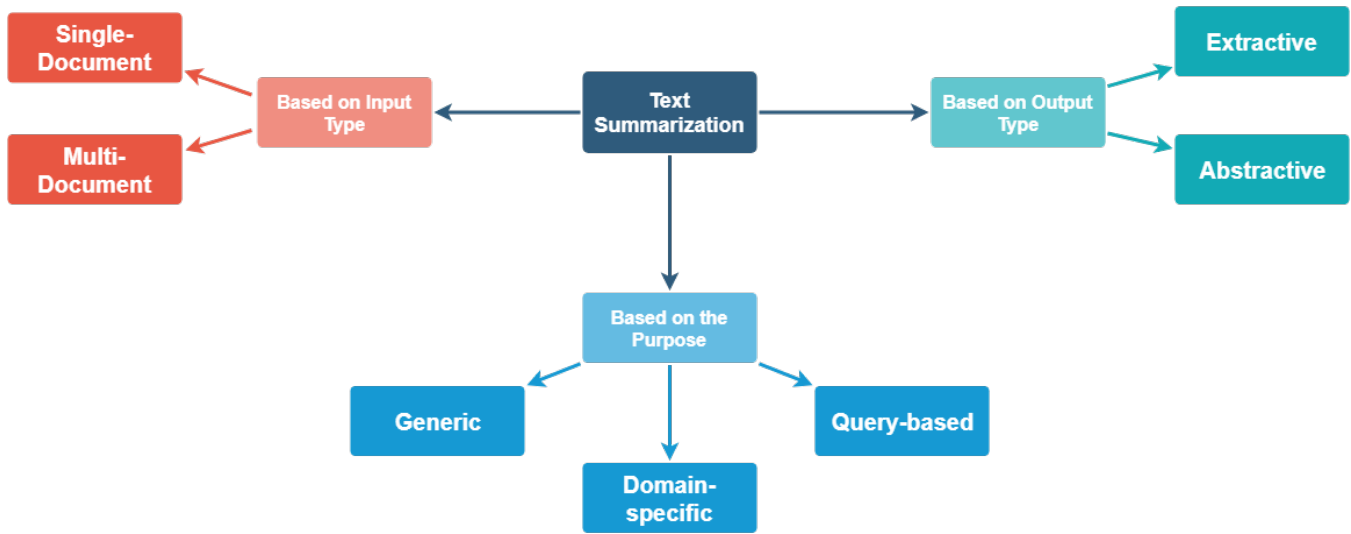 Single-
Document
Multi-
Document
Based on Input
Type
Text
Summarization
Based on Output
Type
Extractive
Abstractive
Based on the
Purpose
Generic
Domain-
specific
Query-based